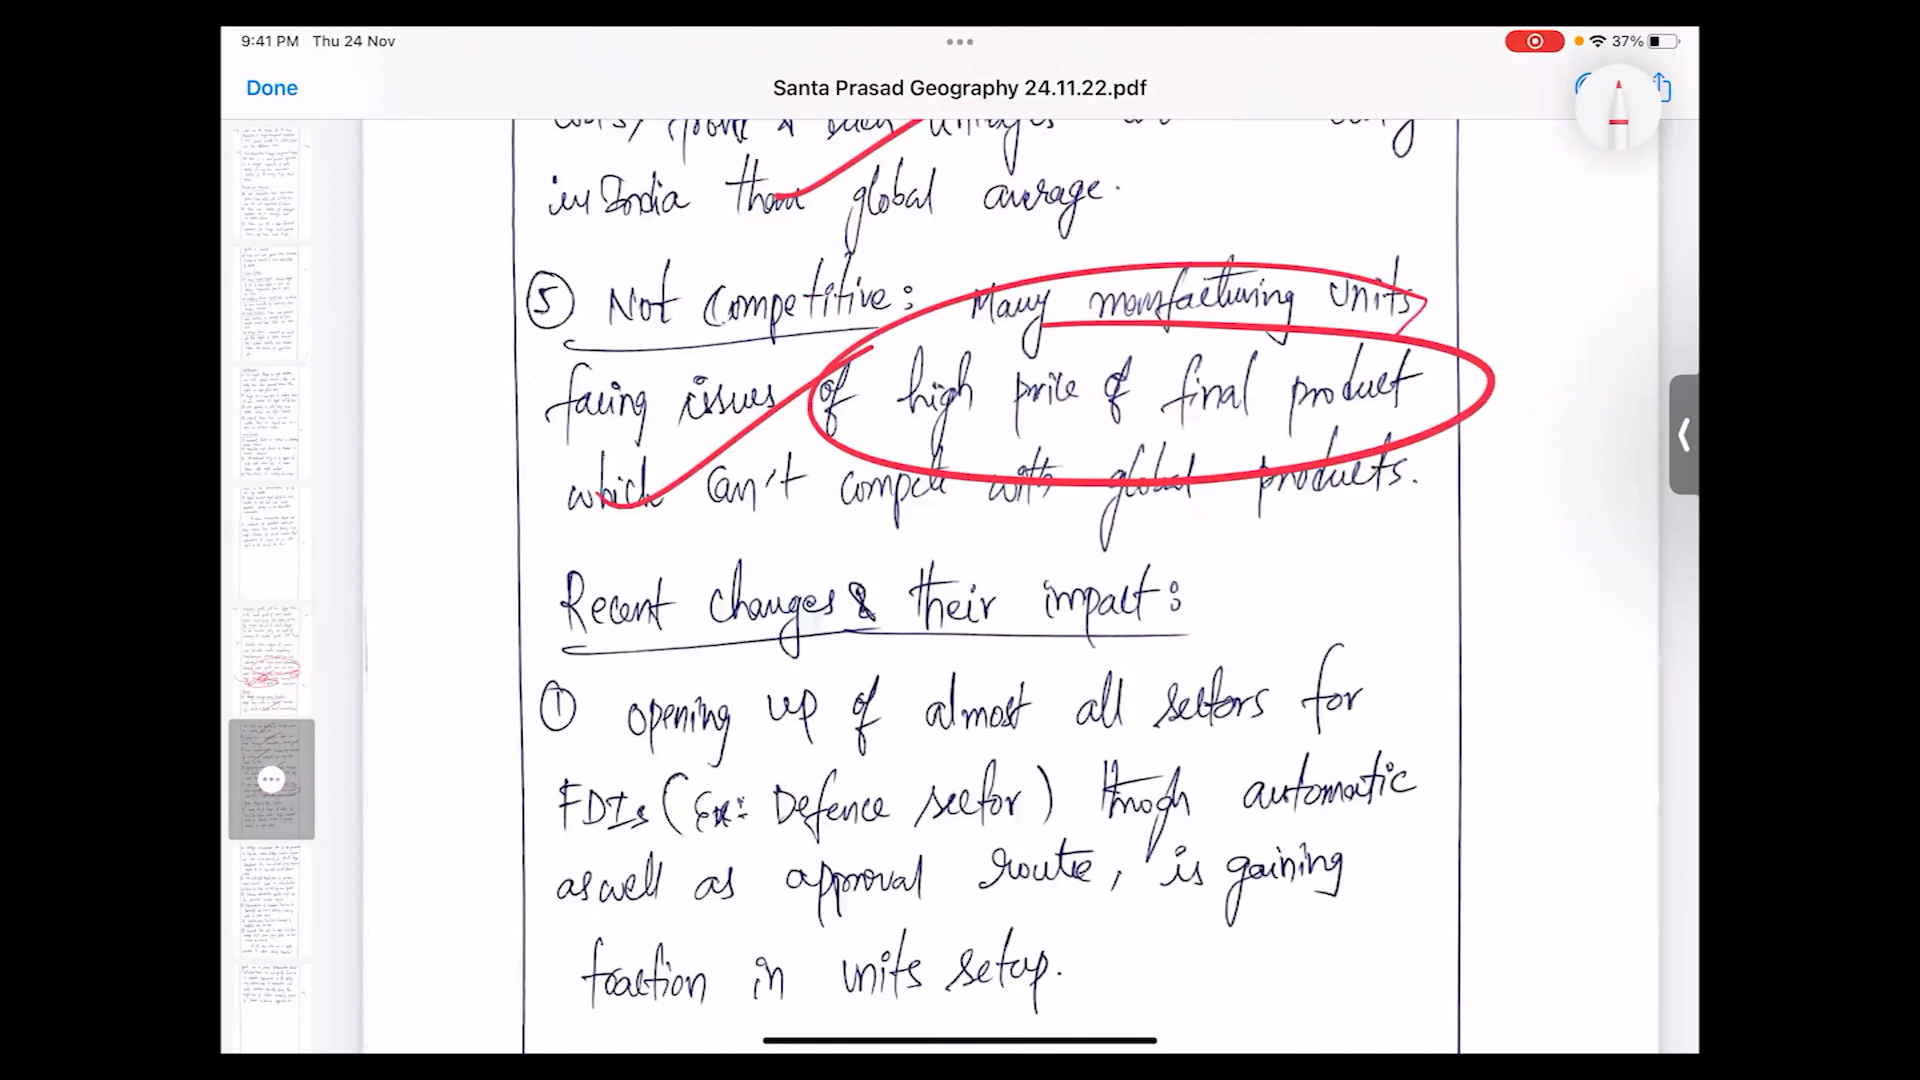 9:41 PM Thu 24 Nov
37%
Done
Santa Prasad Geography 24.11.22.pdf
in India than global average.
⑤ Not Competitive: Many manufacturing units
facing issues of high price of final product
which can't compete with global products.
Recent changes & their impact:
① opening up of almost all sectors for
FDIs (Ex: Defence sector) throgh automatic
aswell as approval route, is gaining
traction in units setup.